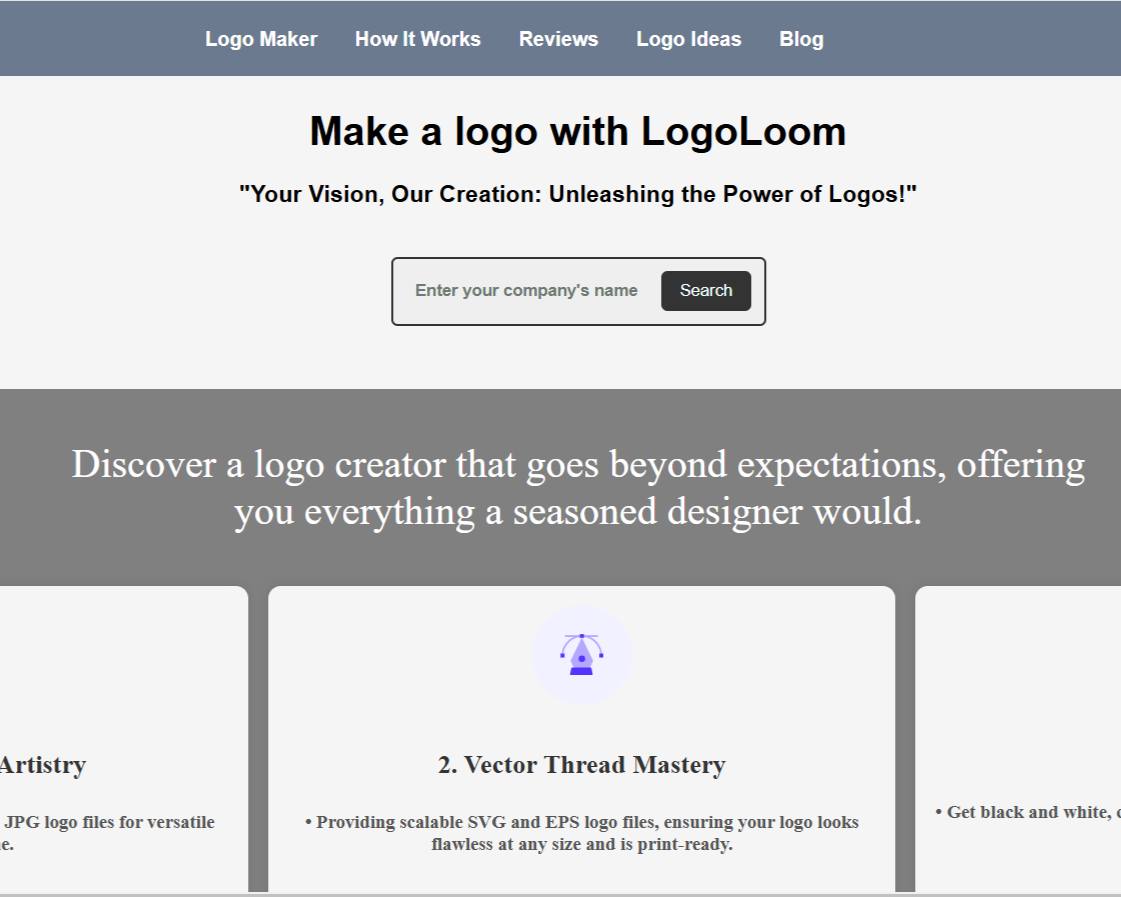 Logo Maker How It Works Reviews Logo Ideas Blog
Make a logo with LogoLoom
"Your Vision, Our Creation: Unleashing the Power of Logos!"
Enter your company's name Search
Discover a logo creator that goes beyond expectations, offering
you everything a seasoned designer would.
Artistry
JPG logo files for versatile
2. Vector Thread Mastery
• Providing scalable SVG and EPS logo files, ensuring your logo looks
flawless at any size and is print-ready.
• Get black and white,